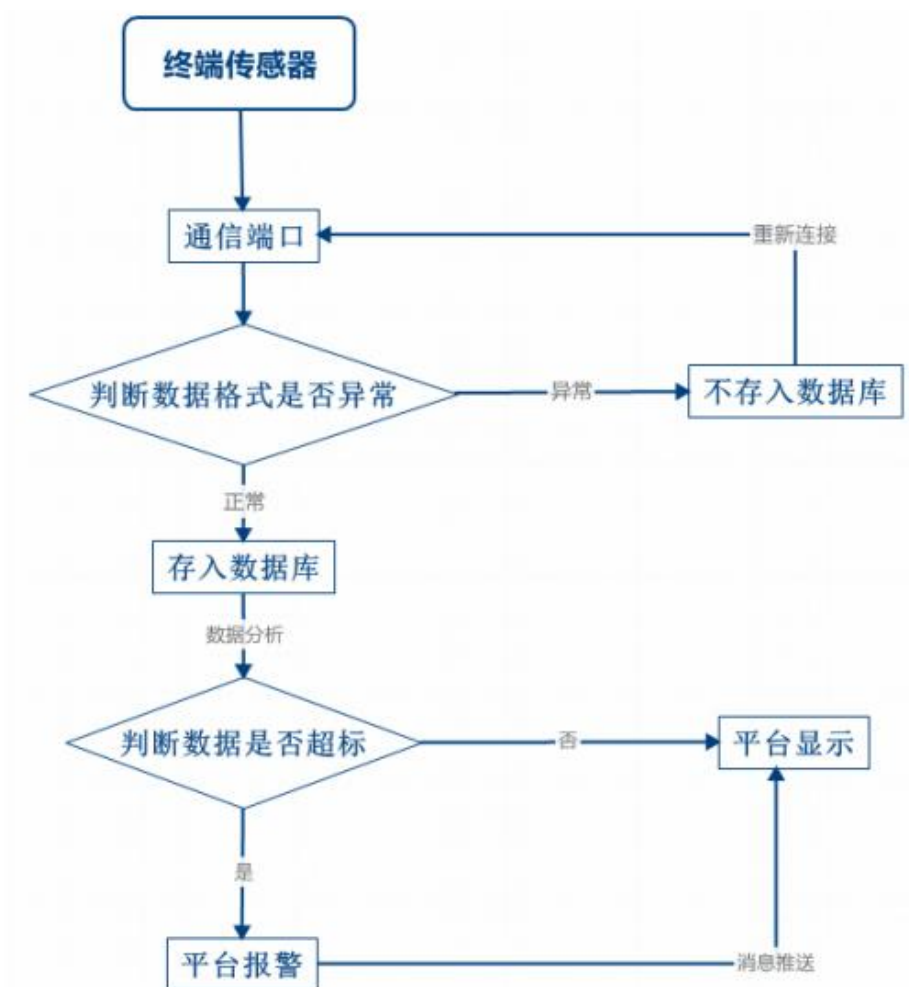 终端传感器
通信端口
重新连接
判断数据格式是否异常
异常
不存入数据库
正常
存入数据库
数据分析
判断数据是否超标
否
平台显示
是
平台报警
消息推送